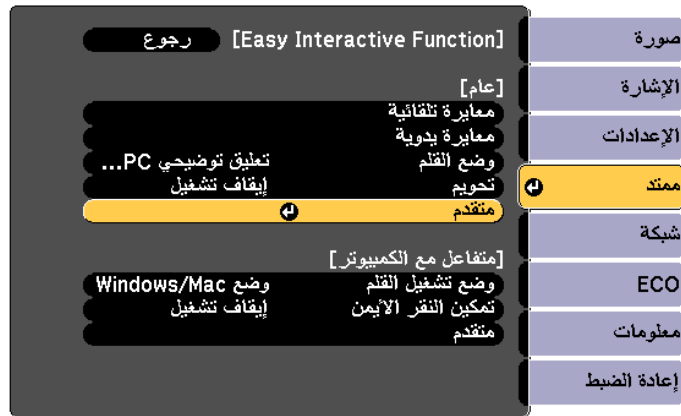 صورة
الإشارة
الإعدادات
ممتد
شبكة
ECO
معلومات
إعادة الضبط
[Easy Interactive Function] رجوع
[عام]
معايرة تلقائية
معايرة يدوية
وضع القلم تعليق توضيحي PC...
تحويم إيقاف تشغيل
متقدم
[متفاعل مع الكمبيوتر]
وضع تشغيل القلم وضع Windows/Mac
تمكين النقر الأيمن إيقاف تشغيل
متقدم